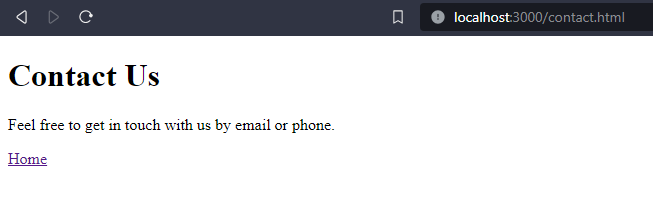 localhost:3000/contact.html
Contact Us
Feel free to get in touch with us by email or phone.
Home